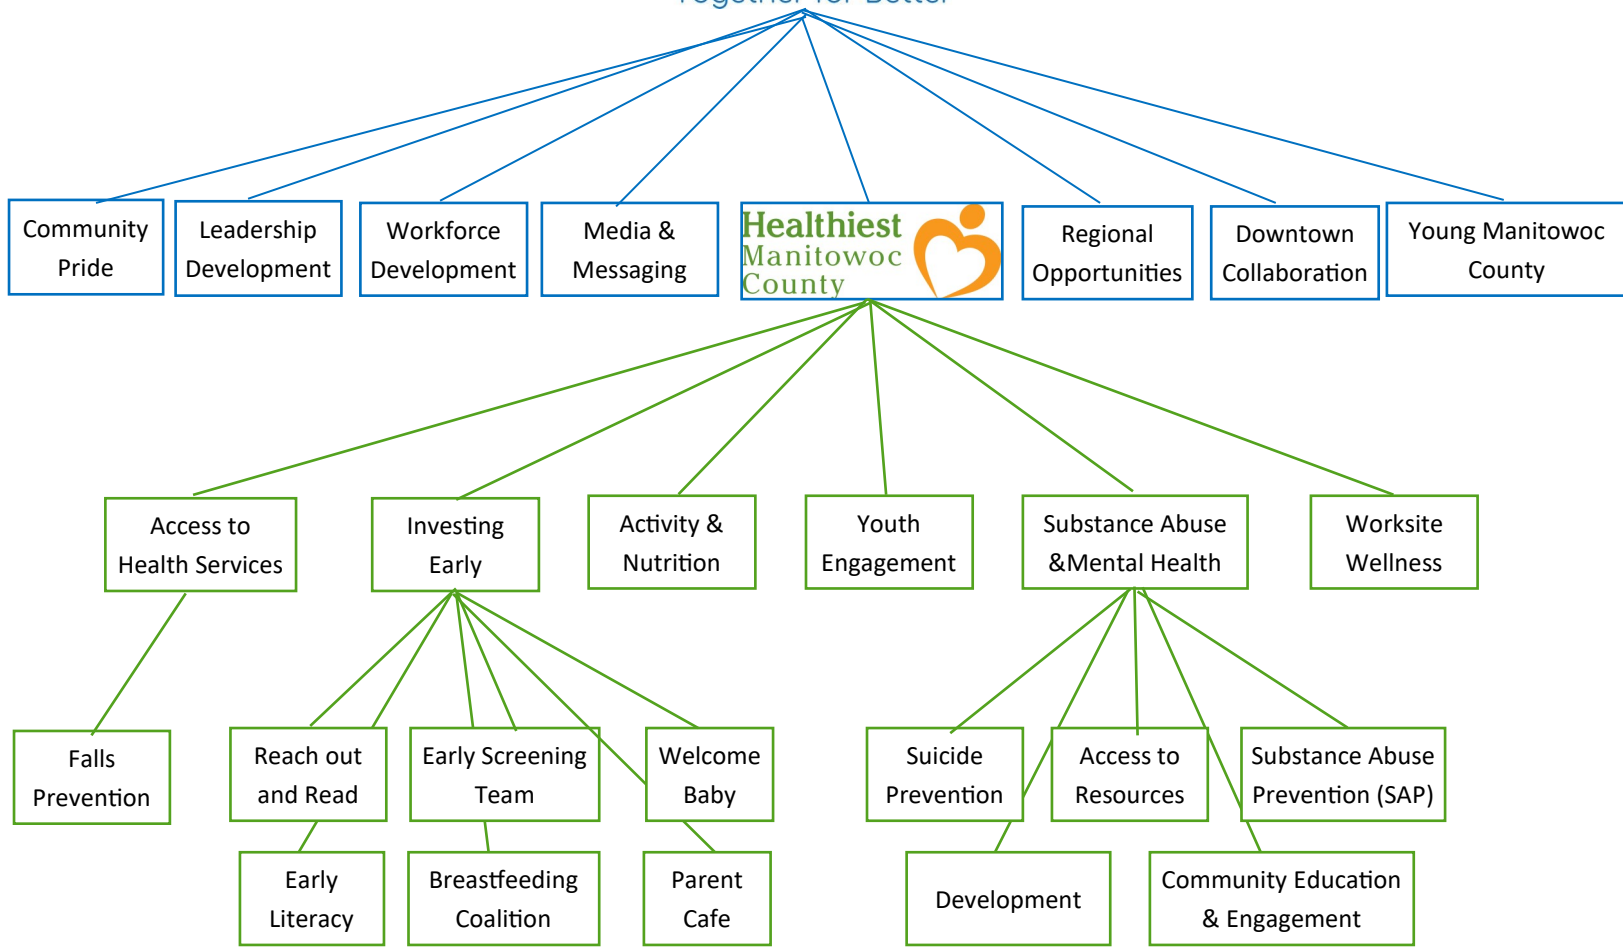 Together for Better
Community
Pride
Leadership
Development
Workforce
Development
Media &
Messaging
Healthiest
Manitowoc
County
Regional
Opportunities
Downtown
Collaboration
Young Manitowoc
County
Access to
Health Services
Investing
Early
Activity &
Nutrition
Youth
Engagement
Substance Abuse
&Mental Health
Worksite
Wellness
Falls
Prevention
Reach out
and Read
Early Screening
Team
Welcome
Baby
Suicide
Prevention
Access to
Resources
Substance Abuse
Prevention (SAP)
Early
Literacy
Breastfeeding
Coalition
Parent
Cafe
Development
Community Education
& Engagement